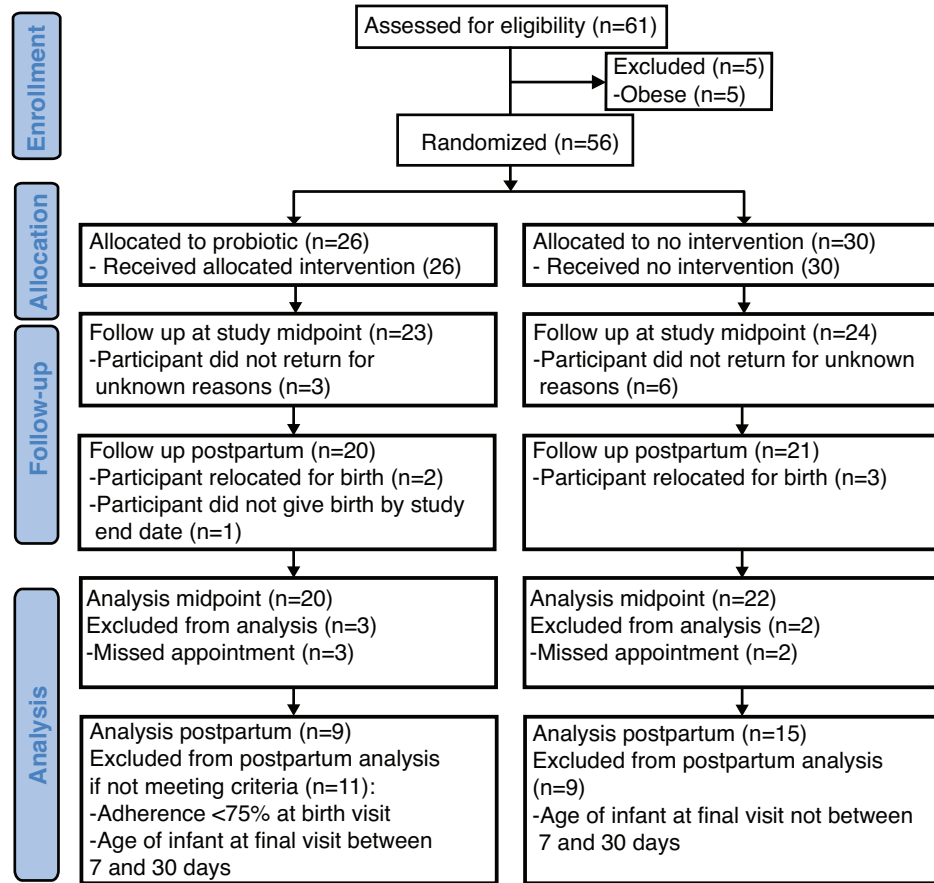 Enrollment
Assessed for eligibility (n=61)
Excluded (n=5)
-Obese (n=5)
Randomized (n=56)
Allocation
Allocated to probiotic (n=26)
- Received allocated intervention (26)
Allocated to no intervention (n=30)
- Received no intervention (30)
Follow-up
Follow up at study midpoint (n=23)
-Participant did not return for
unknown reasons (n=3)
Follow up at study midpoint (n=24)
-Participant did not return for unknown
reasons (n=6)
Follow up postpartum (n=20)
-Participant relocated for birth (n=2)
-Participant did not give birth by study
end date (n=1)
Follow up postpartum (n=21)
-Participant relocated for birth (n=3)
Analysis
Analysis midpoint (n=20)
Excluded from analysis (n=3)
-Missed appointment (n=3)
Analysis midpoint (n=22)
Excluded from analysis (n=2)
-Missed appointment (n=2)
Analysis postpartum (n=9)
Excluded from postpartum analysis
if not meeting criteria (n=11):
-Adherence <75% at birth visit
-Age of infant at final visit between
7 and 30 days
Analysis postpartum (n=15)
Excluded from postpartum analysis
(n=9)
-Age of infant at final visit not between
7 and 30 days